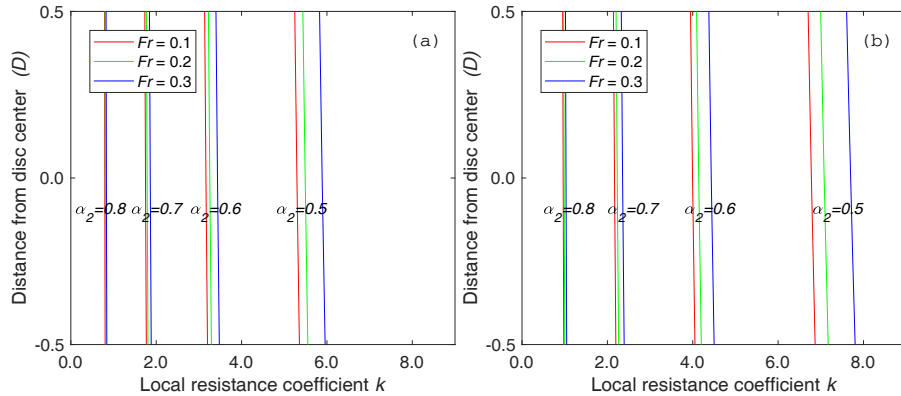 0.5
0.0
-0.5
Distance from disc center (D)
Fr = 0.1
Fr = 0.2
Fr = 0.3
(a)
α2=0.8
α2=0.7
α2=0.6
α2=0.5
0.0 2.0 4.0 6.0 8.0
Local resistance coefficient k
0.5
0.0
-0.5
Distance from disc center (D)
Fr = 0.1
Fr = 0.2
Fr = 0.3
(b)
α2=0.8
α2=0.7
α2=0.6
α2=0.5
0.0 2.0 4.0 6.0 8.0
Local resistance coefficient k